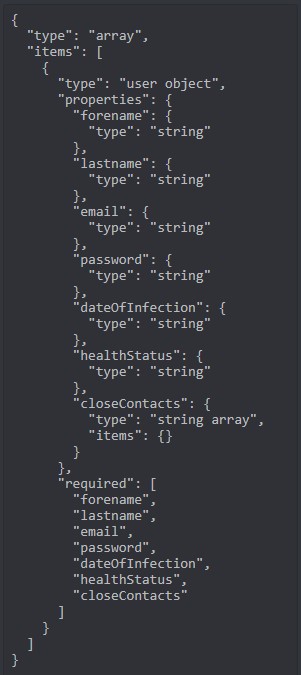 {
  "type": "array",
  "items": [
    {
      "type": "user object",
      "properties": {
        "forename": {
          "type": "string"
        },
        "lastname": {
          "type": "string"
        },
        "email": {
          "type": "string"
        },
        "password": {
          "type": "string"
        },
        "dateOfInfection": {
          "type": "string"
        },
        "healthStatus": {
          "type": "string"
        },
        "closeContacts": {
          "type": "string array",
          "items": {}
        }
      },
      "required": [
        "forename",
        "lastname",
        "email",
        "password",
        "dateOfInfection",
        "healthStatus",
        "closeContacts"
      ]
    }
  ]
}